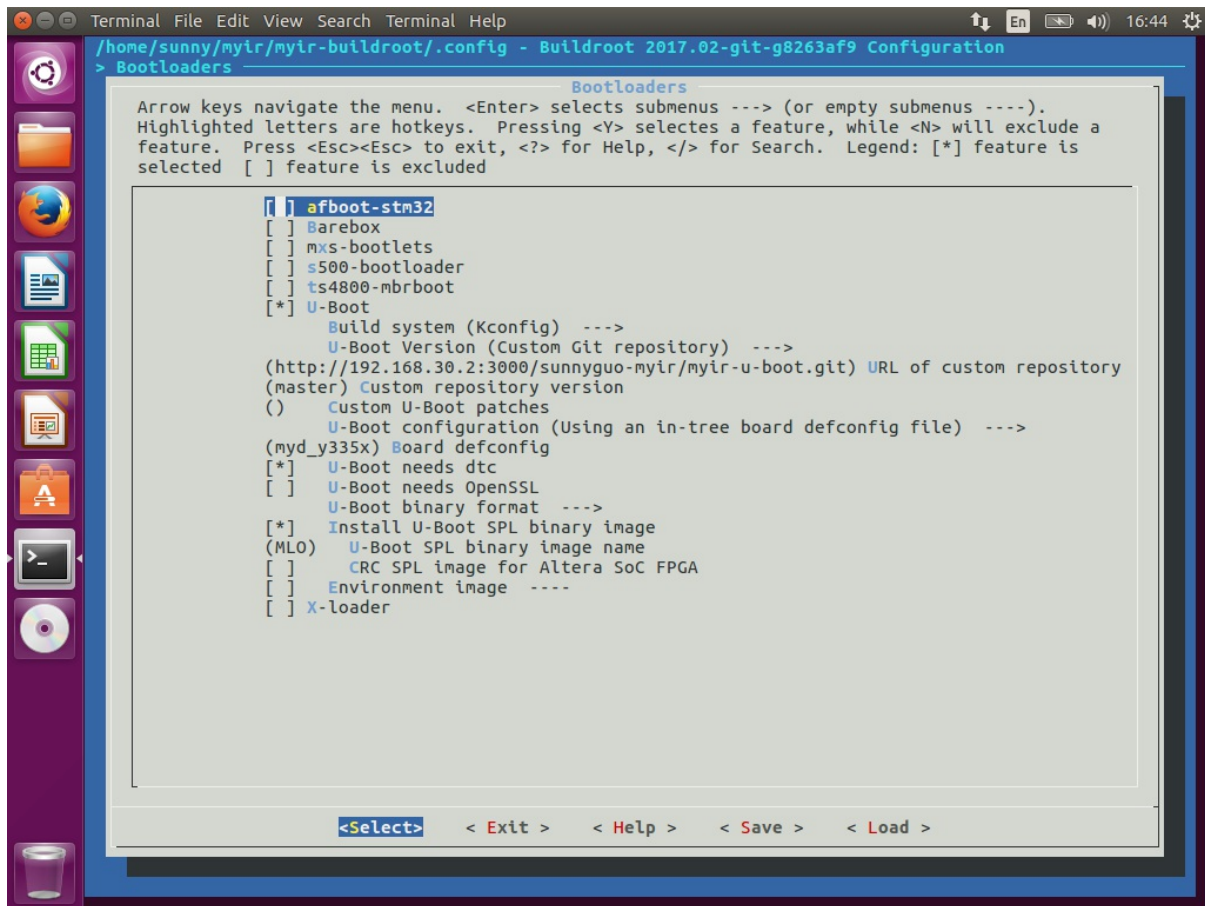 Terminal File Edit View Search Terminal Help En 16:44
/home/sunny/myir/myir-buildroot/.config - Buildroot 2017.02-git-g8263af9 Configuration
> Bootloaders
Bootloaders
Arrow keys navigate the menu. <Enter> selects submenus ---> (or empty submenus ----).
Highlighted letters are hotkeys. Pressing <Y> selectes a feature, while <N> will exclude a
feature. Press <Esc><Esc> to exit, <?> for Help, </> for Search. Legend: [*] feature is
selected [ ] feature is excluded
[ ] afboot-stm32
[ ] Barebox
[ ] mxs-bootlets
[ ] s500-bootloader
[ ] ts4800-mbrboot
[*] U-Boot
Build system (Kconfig) --->
U-Boot Version (Custom Git repository) --->
(http://192.168.30.2:3000/sunnyguo-myir/myir-u-boot.git) URL of custom repository
(master) Custom repository version
() Custom U-Boot patches
U-Boot configuration (Using an in-tree board defconfig file) --->
(myd_y335x) Board defconfig
[*] U-Boot needs dtc
[ ] U-Boot needs OpenSSL
U-Boot binary format --->
[*] Install U-Boot SPL binary image
(MLO) U-Boot SPL binary image name
[ ] CRC SPL image for Altera SoC FPGA
[ ] Environment image ----
[ ] X-loader
<Select> < Exit > < Help > < Save > < Load >